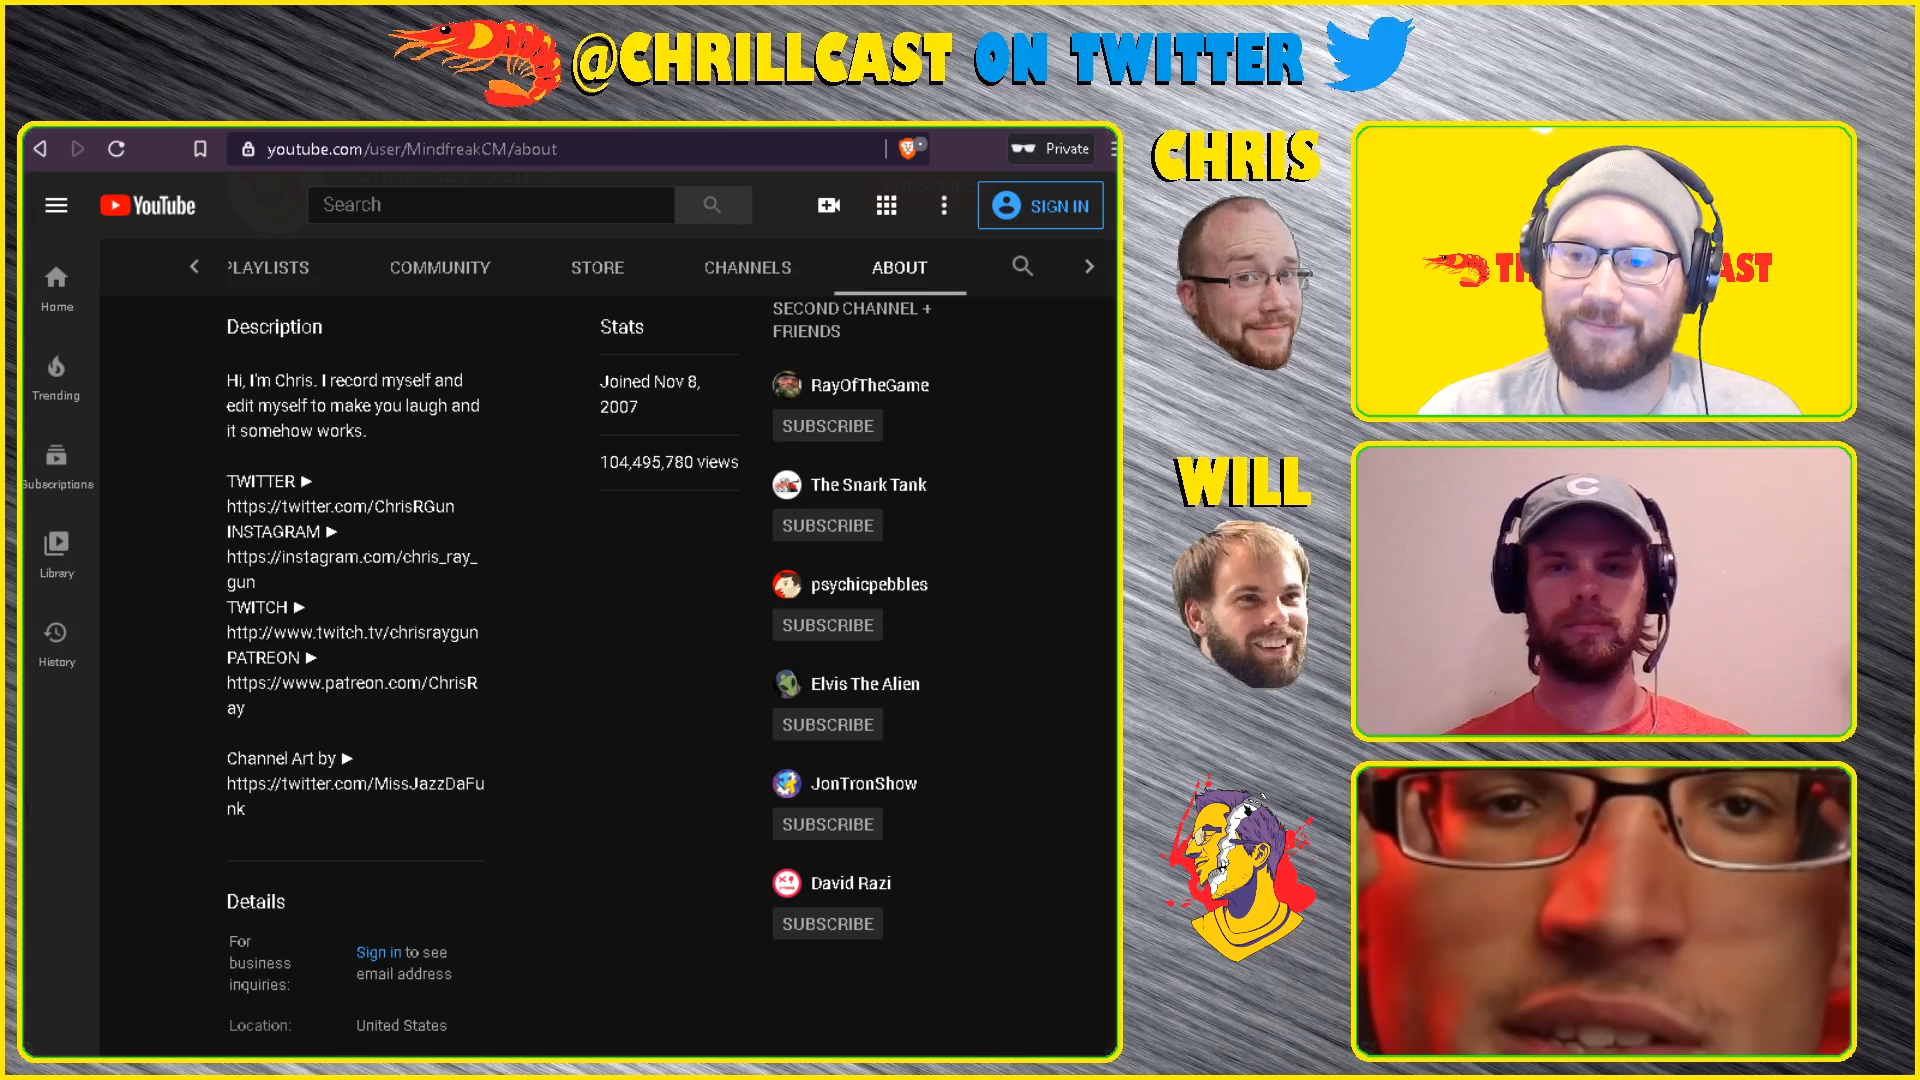 @CHRILLCAST ON TWITTER
youtube.com/user/MindfreakCM/about
Private
YouTube
Search
SIGN IN
PLAYLISTS
COMMUNITY
STORE
CHANNELS
ABOUT
Home
Trending
Subscriptions
Library
History
Description
Hi, I'm Chris. I record myself and
edit myself to make you laugh and
it somehow works.
TWITTER ►
https://twitter.com/ChrisRGun
INSTAGRAM ►
https://instagram.com/chris_ray_
gun
TWITCH ►
http://www.twitch.tv/chrisraygun
PATREON ►
https://www.patreon.com/ChrisR
ay
Channel Art by ►
https://twitter.com/MissJazzDaFu
nk
Details
For
business
inquiries:
Sign in to see
email address
Location:
United States
Stats
Joined Nov 8,
2007
104,495,780 views
SECOND CHANNEL +
FRIENDS
RayOfTheGame
SUBSCRIBE
The Snark Tank
SUBSCRIBE
psychicpebbles
SUBSCRIBE
Elvis The Alien
SUBSCRIBE
JonTronShow
SUBSCRIBE
David Razi
SUBSCRIBE
CHRIS
WILL
C